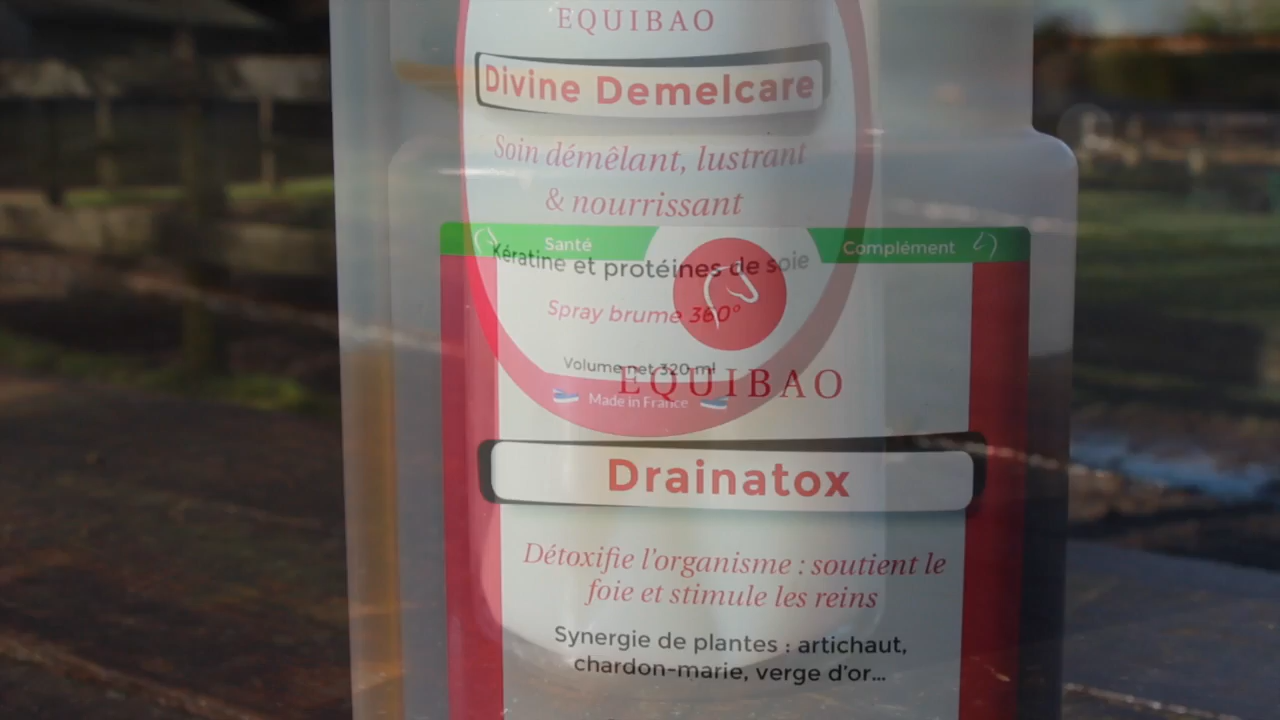 EQUIBAO
Divine Demelcare
Soin démêlant, lustrant
& nourrissant
Kératine et protéines de soie
Spray brume 360°
Volume net 320 ml
Made in France
Santé
Complément
EQUIBAO
Drainatox
Détoxifie l'organisme : soutient le
foie et stimule les reins
Synergie de plantes : artichaut,
chardon-marie, verge d'or...